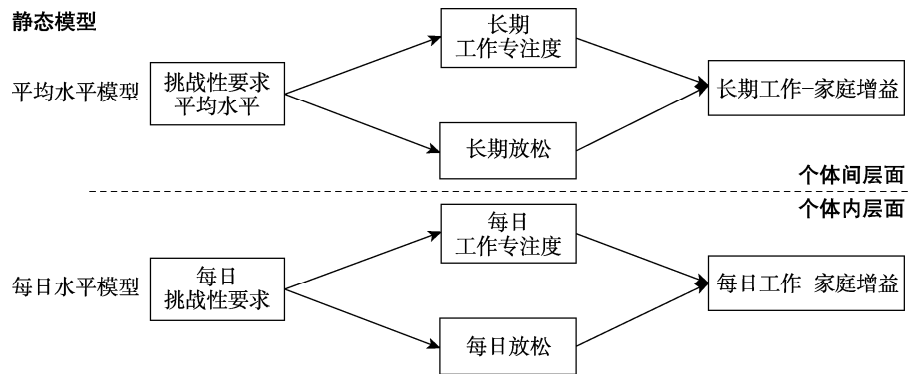 静态模型
长期
工作专注度
平均水平模型
挑战性要求
平均水平
长期工作-家庭增益
长期放松
个体间层面
个体内层面
每日
工作专注度
每日水平模型
每日
挑战性要求
每日工作 家庭增益
每日放松